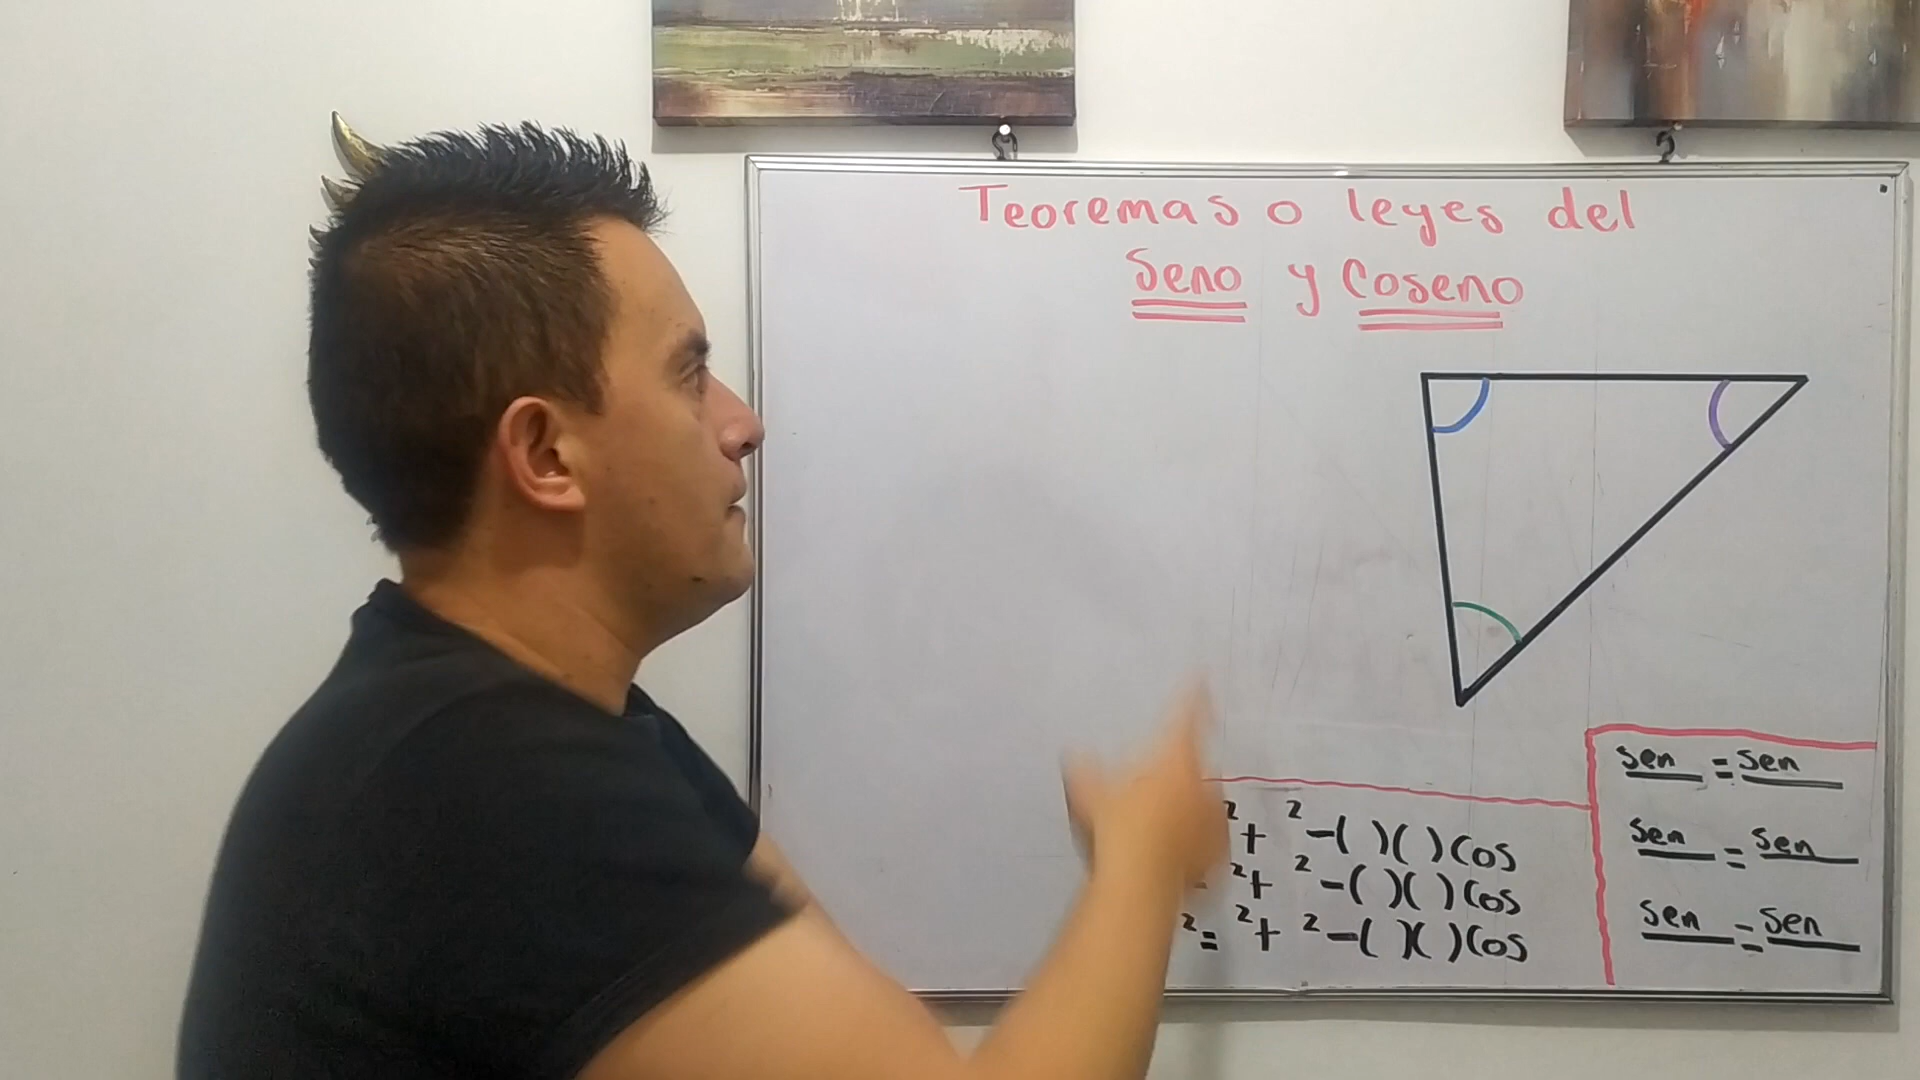 Teoremas o leyes del
Seno y Coseno
²+ ²-( )( )Cos
²+ ²-( )( )Cos
²= ²+ ²-( )( )Cos
Sen = Sen
Sen = Sen
Sen = Sen